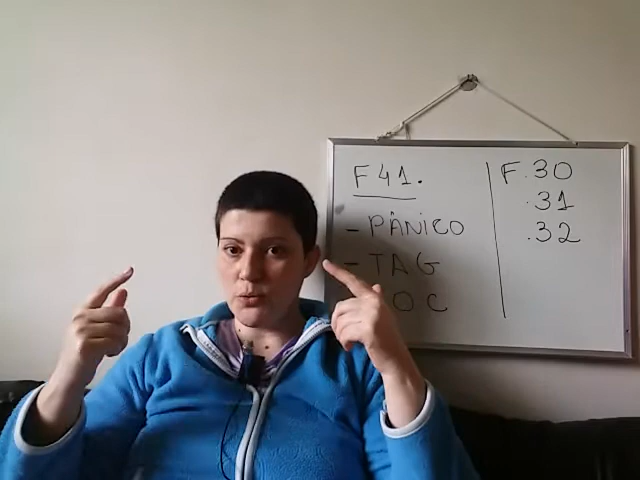 F41.
- PÂNICO
- TAG
OC
F.30
.31
.32